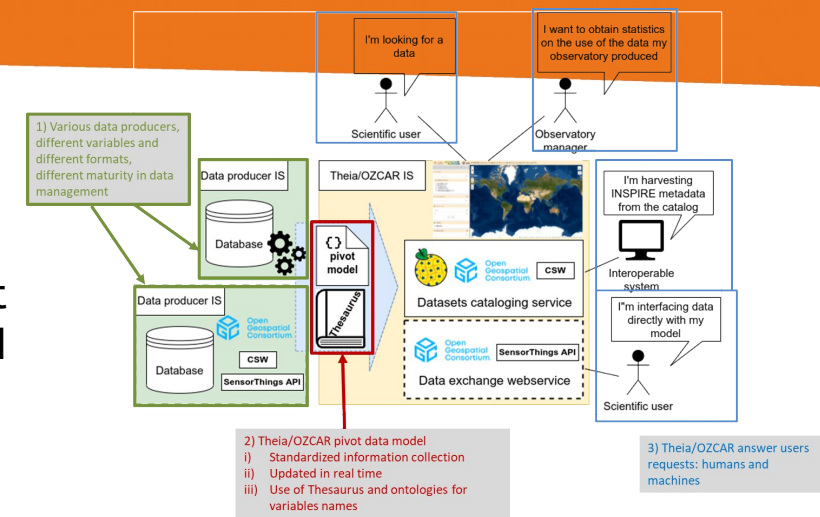 I'm looking for a
data
I want to obtain statistics
on the use of the data my
observatory produced
Scientific user
Observatory
manager
1) Various data producers,
different variables and
different formats,
different maturity in data
management
Data producer IS
Database
Theia/OZCAR IS
{}
pivot
model
Thesaurus
Open
Geospatial
Consortium
CSW
Datasets cataloging service
I'm harvesting
INSPIRE metadata
from the catalog
Interoperable
system
Data producer IS
Open
Geospatial
Consortium
Database
CSW
SensorThings API
Open
Geospatial
Consortium
SensorThings API
Data exchange webservice
I"m interfacing data
directly with my
model
Scientific user
2) Theia/OZCAR pivot data model
i) Standardized information collection
ii) Updated in real time
iii) Use of Thesaurus and ontologies for
variables names
3) Theia/OZCAR answer users
requests: humans and
machines